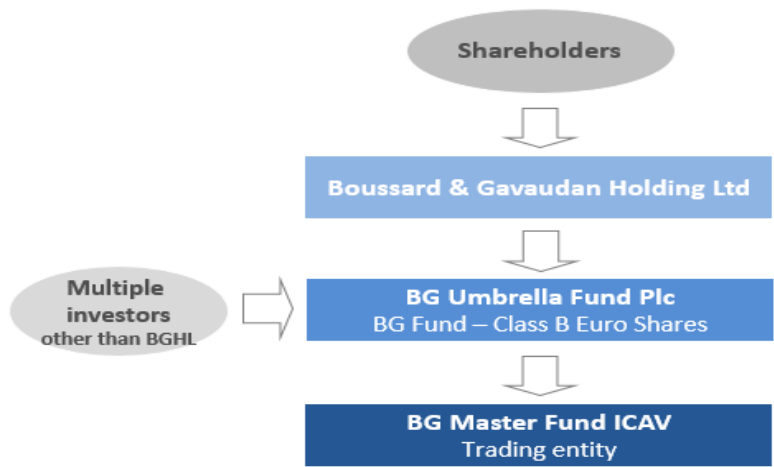 Shareholders
Boussard & Gavaudan Holding Ltd
Multiple
investors
other than BGHL
BG Umbrella Fund Plc
BG Fund – Class B Euro Shares
BG Master Fund ICAV
Trading entity